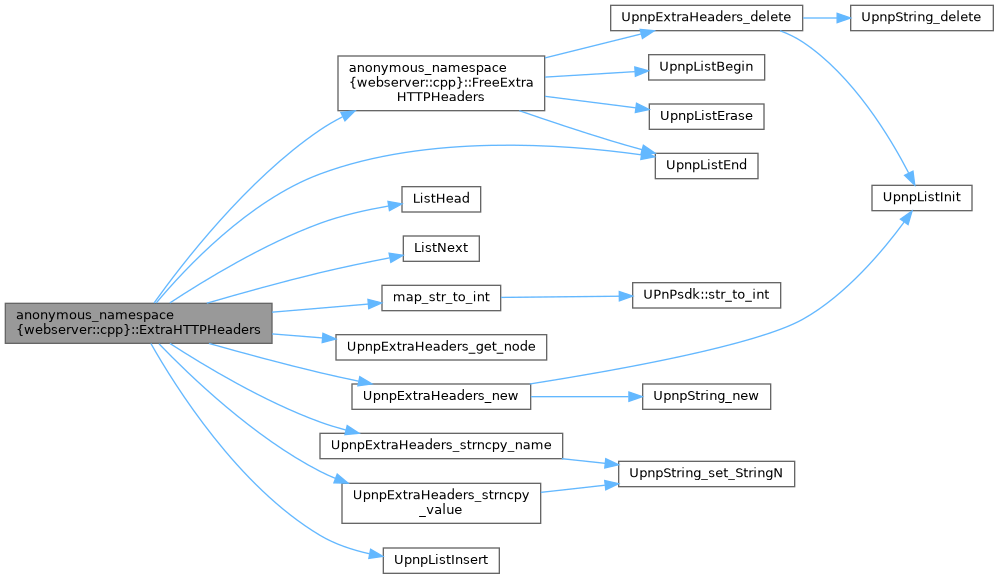 UpnpExtraHeaders_delete
UpnpString_delete
anonymous_namespace
{webserver::cpp}::FreeExtra
HTTPHeaders
UpnpListBegin
UpnpListErase
UpnpListEnd
UpnpListInit
ListHead
ListNext
map_str_to_int
UPnPsdk::str_to_int
anonymous_namespace
{webserver::cpp}::ExtraHTTPHeaders
UpnpExtraHeaders_get_node
UpnpExtraHeaders_new
UpnpString_new
UpnpExtraHeaders_strncpy_name
UpnpString_set_StringN
UpnpExtraHeaders_strncpy
_value
UpnpListInsert